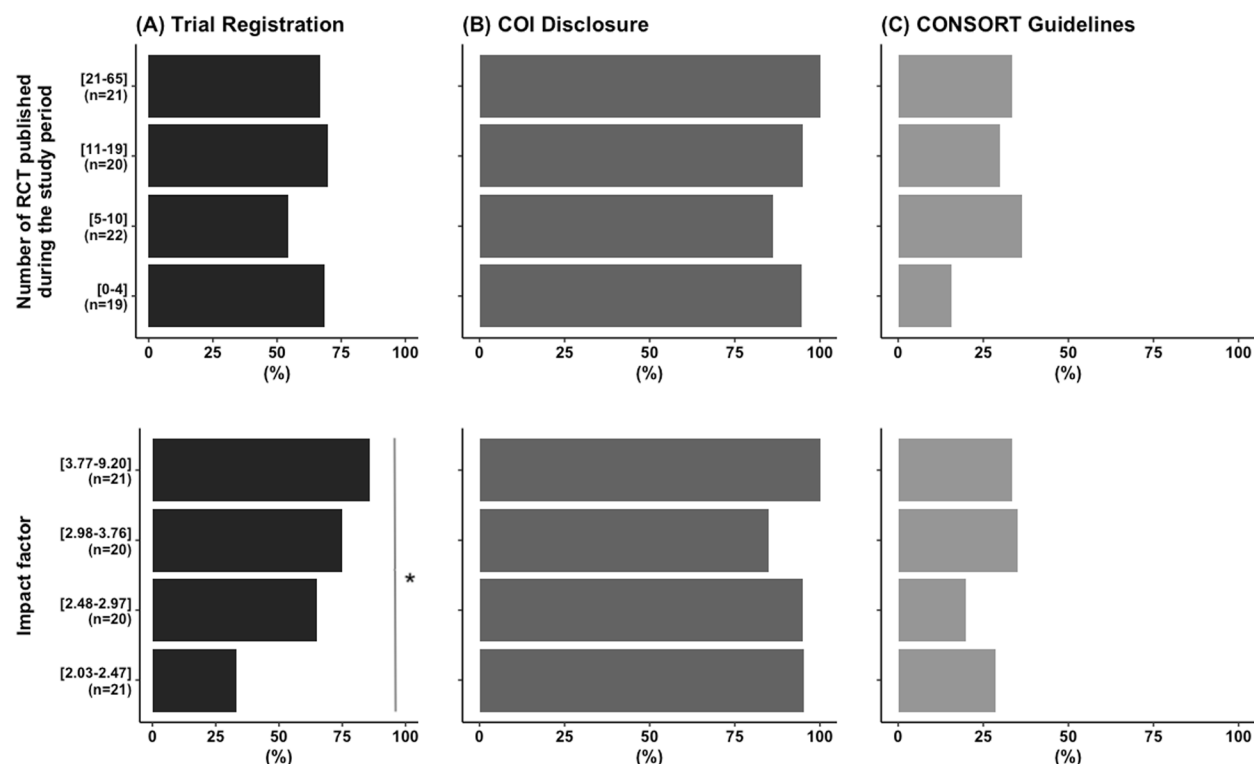 (A) Trial Registration
(B) COI Disclosure
(C) CONSORT Guidelines
Number of RCT published
during the study period
[21-65]
(n=21)
[11-19]
(n=20)
[5-10]
(n=22)
[0-4]
(n=19)
0 25 50 75 100
(%)
0 25 50 75 100
(%)
0 25 50 75 100
(%)
Impact factor
[3.77-9.20]
(n=21)
[2.98-3.76]
(n=20)
[2.48-2.97]
(n=20)
[2.03-2.47]
(n=21)
*
0 25 50 75 100
(%)
0 25 50 75 100
(%)
0 25 50 75 100
(%)